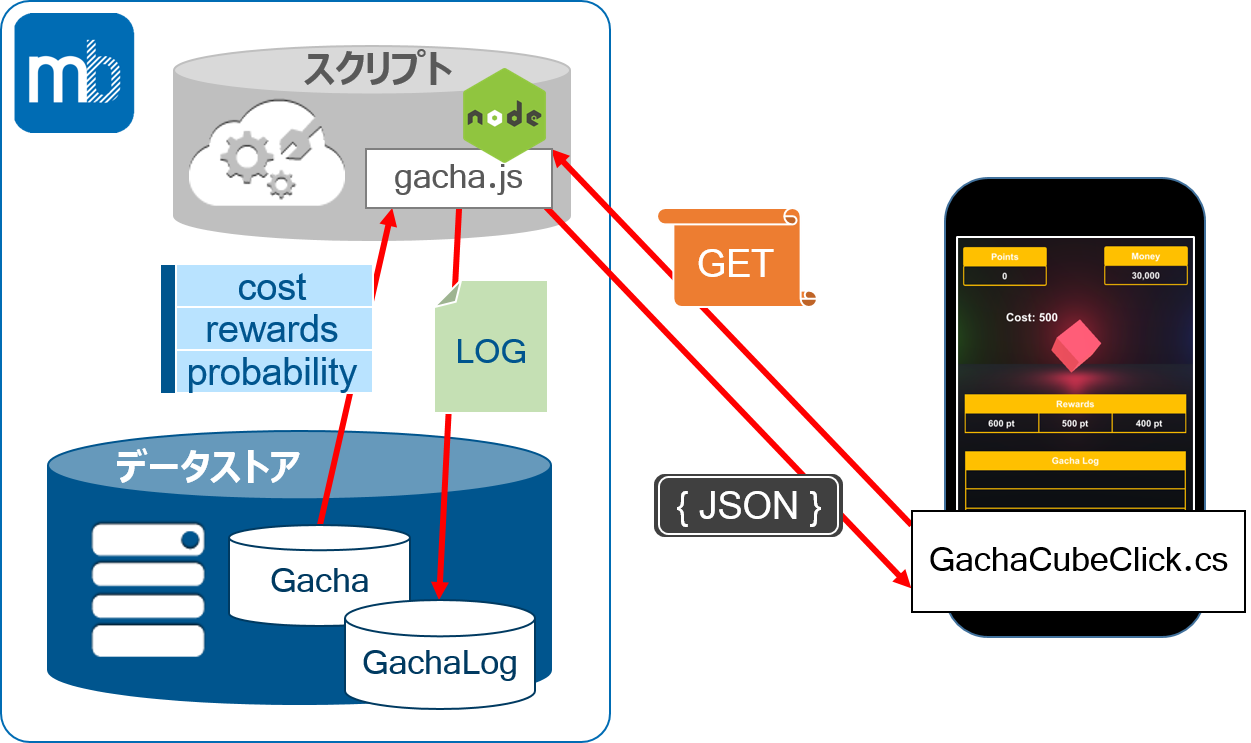 mb
スクリプト
node
gacha.js
cost
rewards
probability
LOG
データストア
Gacha
GachaLog
GET
{ JSON }
Points
0
Money
30,000
Cost: 500
Rewards
600 pt
500 pt
400 pt
Gacha Log
GachaCubeClick.cs